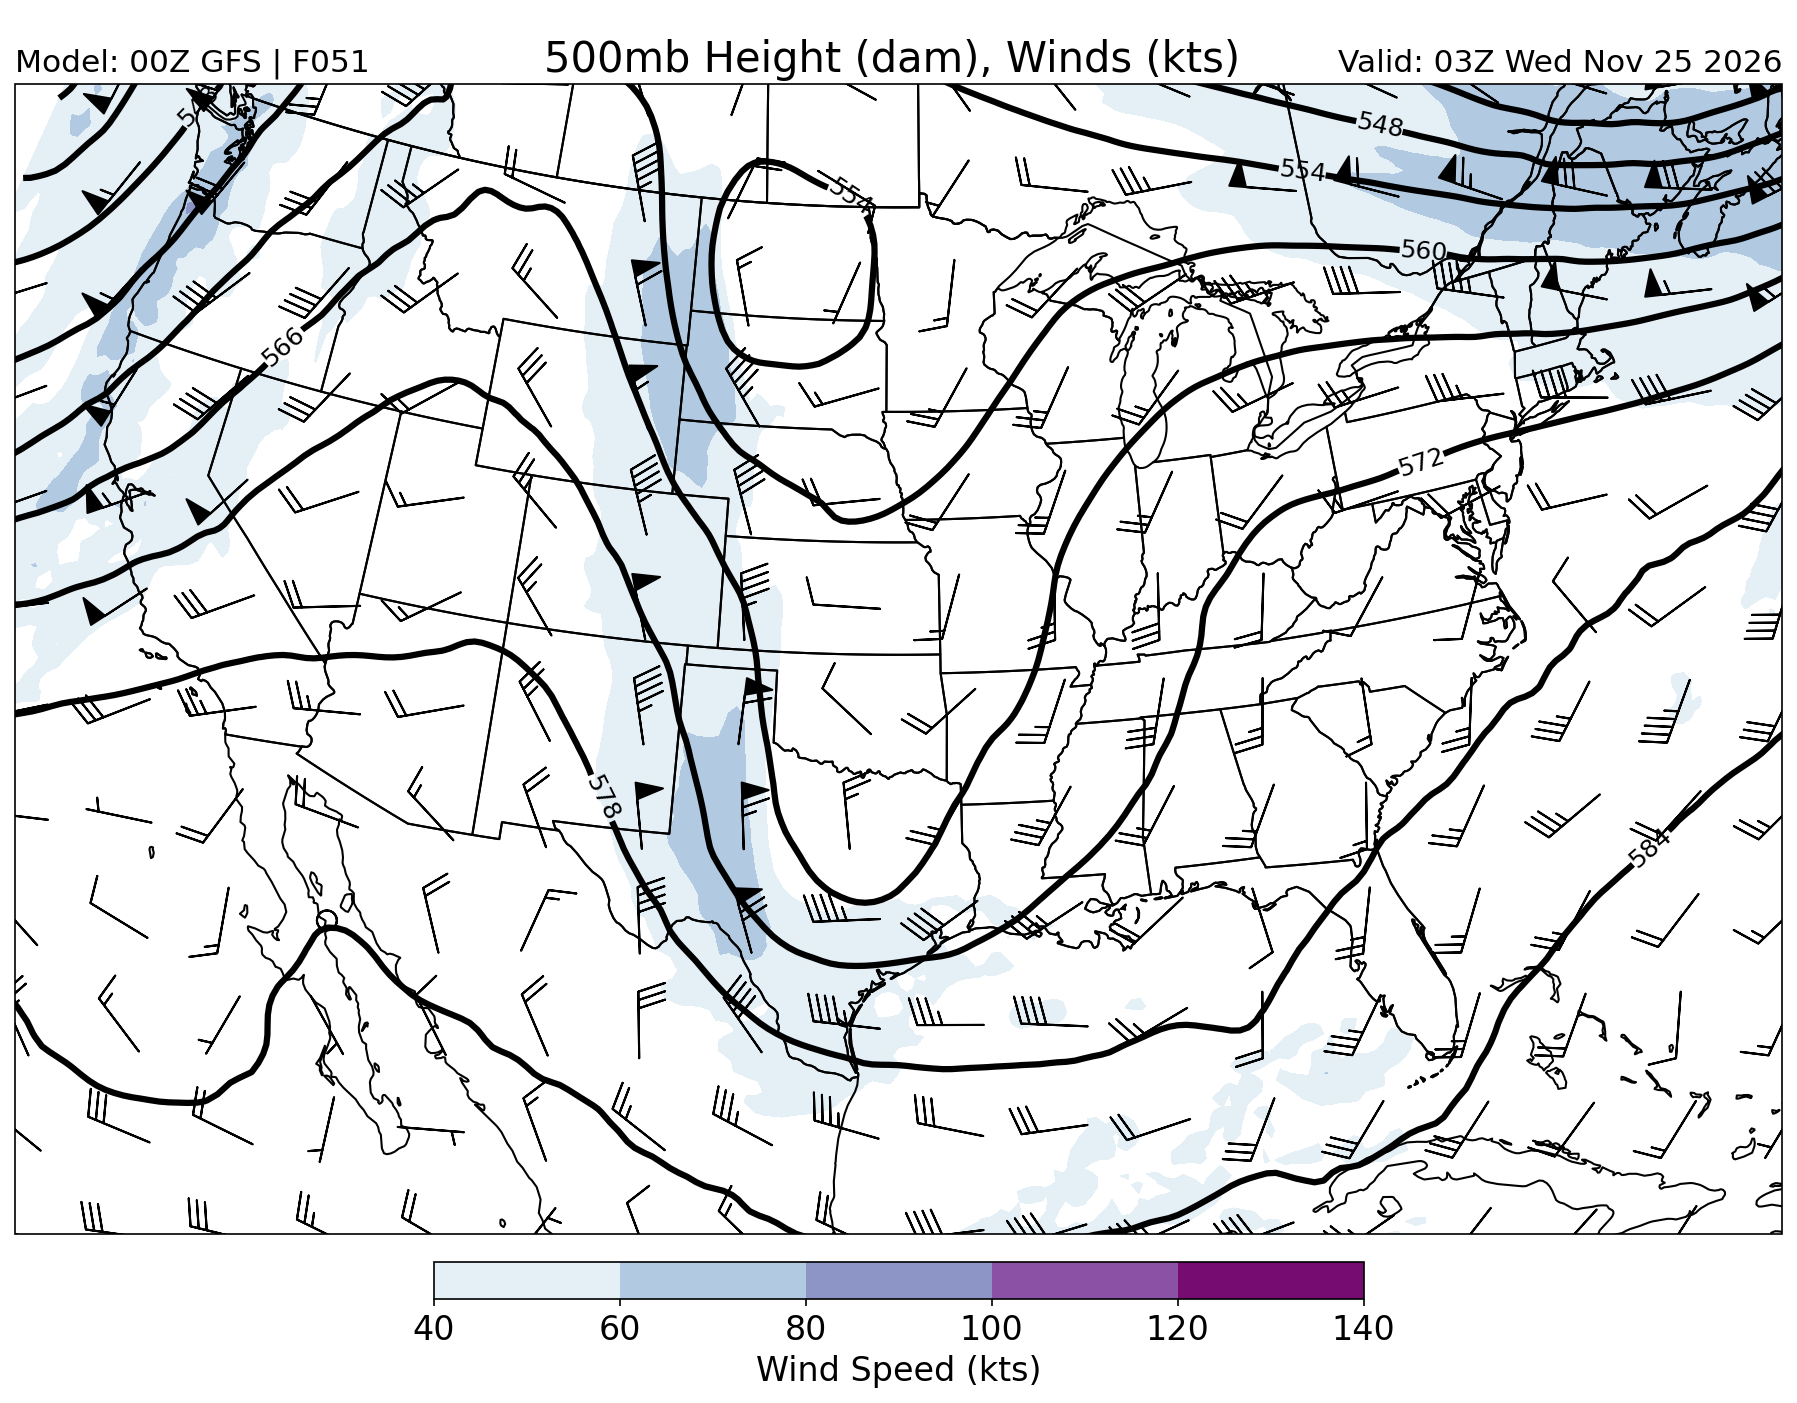 Model: 00Z GFS | F051
500mb Height (dam), Winds (kts)
Valid: 03Z Wed Nov 25 2026
548
554
554
560
566
572
578
584
40 60 80 100 120 140
Wind Speed (kts)